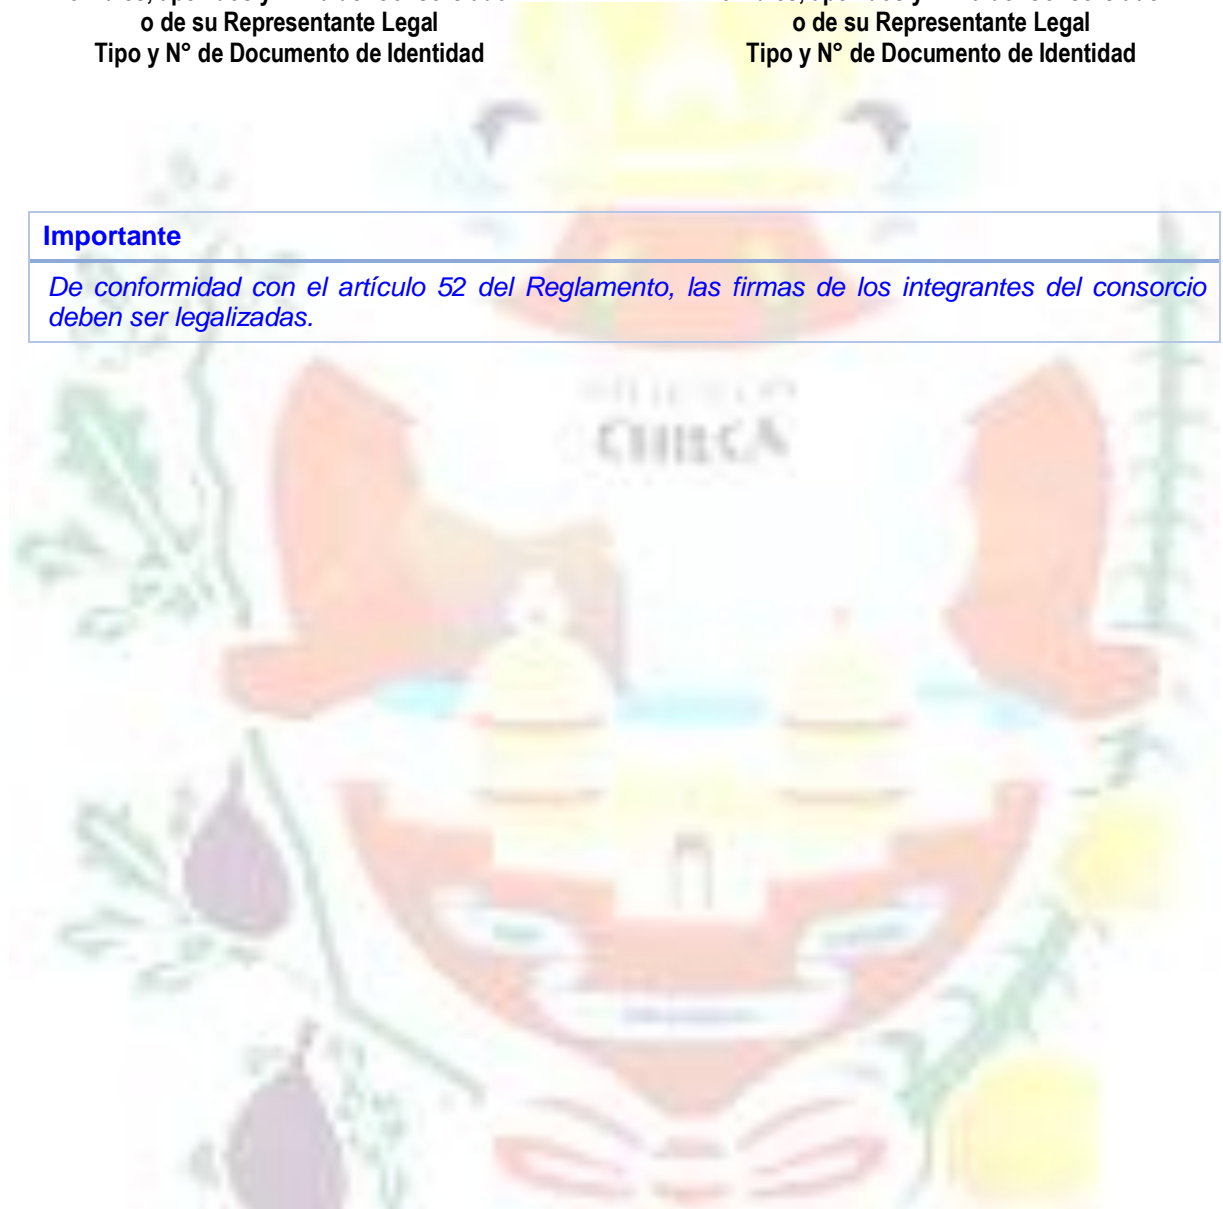 o de su Representante Legal
Tipo y N° de Documento de Identidad
o de su Representante Legal
Tipo y N° de Documento de Identidad
Importante
De conformidad con el artículo 52 del Reglamento, las firmas de los integrantes del consorcio
deben ser legalizadas.
CHILCA